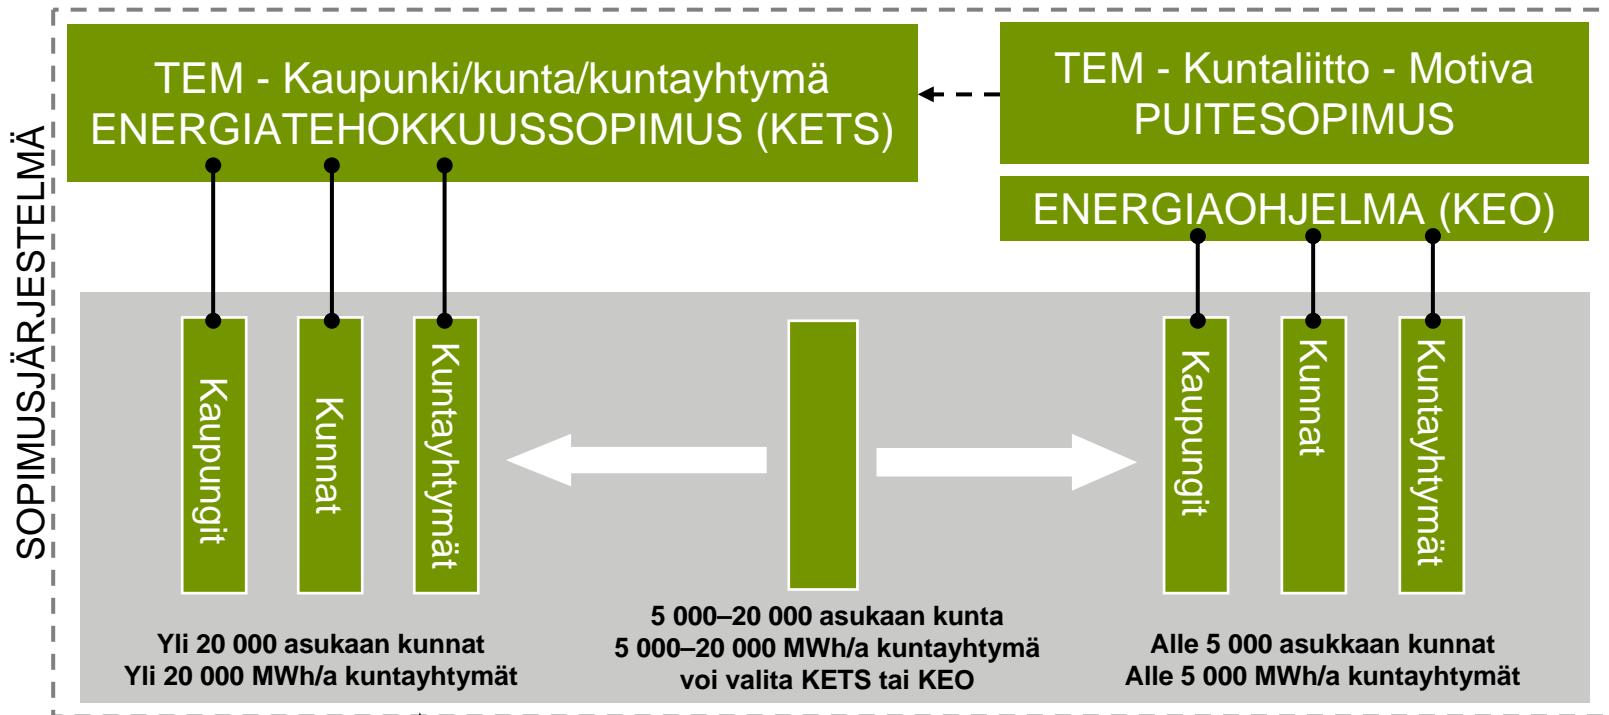 SOPIMUSJÄRJESTELMÄ
TEM - Kaupunki/kunta/kuntayhtymä
ENERGIATEHOKKUUSSOPIMUS (KETS)
TEM - Kuntaliitto - Motiva
PUITESOPIMUS
ENERGIAOHJELMA (KEO)
Kaupungit
Kunnat
Kuntayhtymät
Kaupungit
Kunnat
Kuntayhtymät
Yli 20 000 asukaan kunnat
Yli 20 000 MWh/a kuntayhtymät
5 000–20 000 asukaan kunta
5 000–20 000 MWh/a kuntayhtymä
voi valita KETS tai KEO
Alle 5 000 asukkaan kunnat
Alle 5 000 MWh/a kuntayhtymät